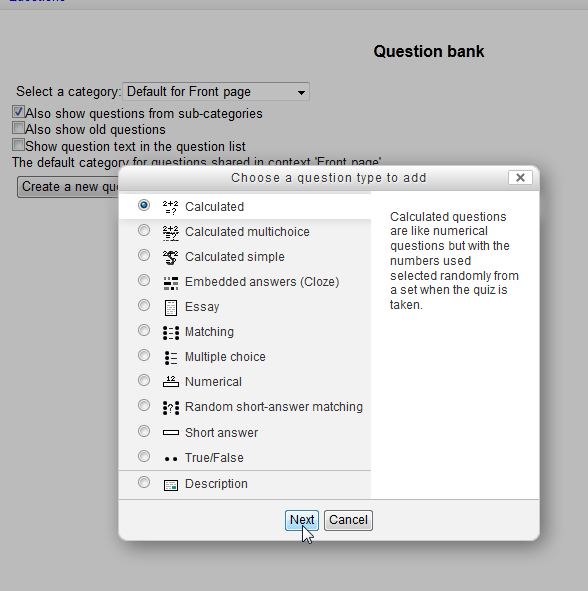 Question bank
Select a category: Default for Front page
Also show questions from sub-categories
Also show old questions
Show question text in the question list
The default category for questions shared in context 'Front page'.
Create a new qu
Choose a question type to add
Calculated
Calculated multichoice
Calculated simple
Embedded answers (Cloze)
Essay
Matching
Multiple choice
Numerical
Random short-answer matching
Short answer
True/False
Description
Calculated questions
are like numerical
questions but with the
numbers used
selected randomly from
a set when the quiz is
taken.
Next Cancel